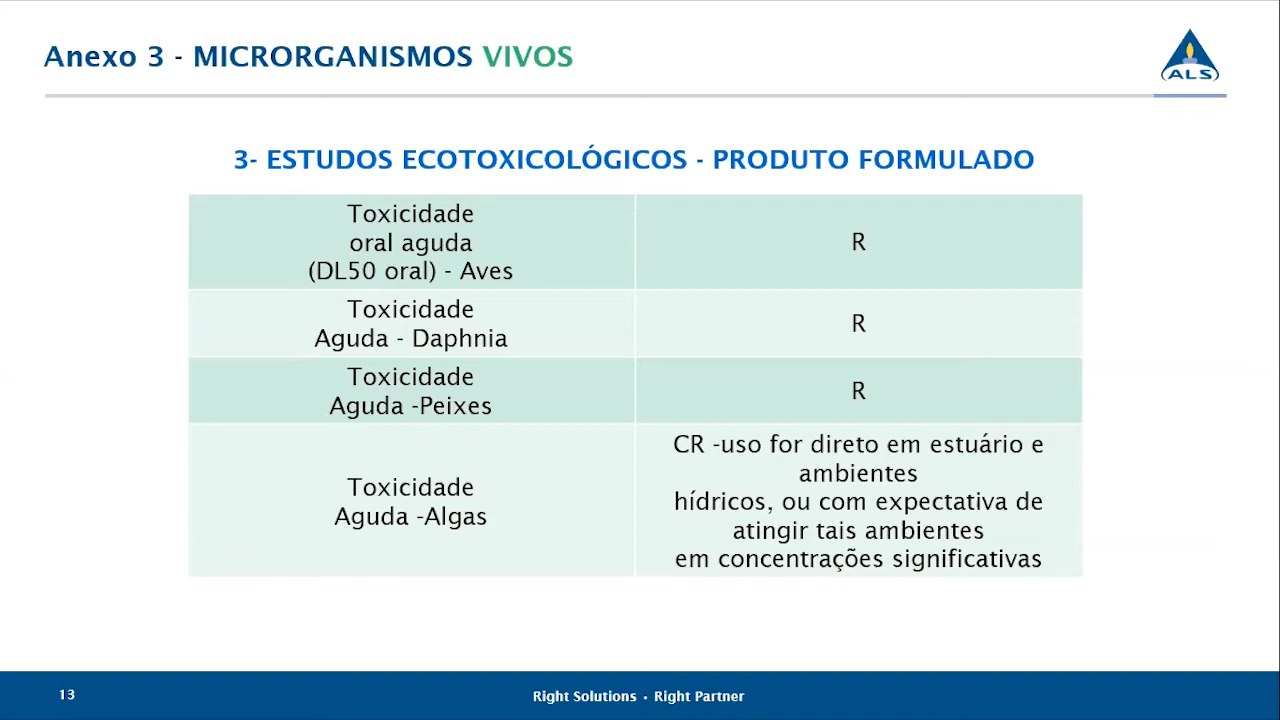 Anexo 3 - MICRORGANISMOS VIVOS
ALS
3- ESTUDOS ECOTOXICOLÓGICOS - PRODUTO FORMULADO
Toxicidade
oral aguda
(DL50 oral) - Aves
R
Toxicidade
Aguda - Daphnia
R
Toxicidade
Aguda -Peixes
R
Toxicidade
Aguda -Algas
CR -uso for direto em estuário e
ambientes
hídricos, ou com expectativa de
atingir tais ambientes
em concentrações significativas
13
Right Solutions • Right Partner